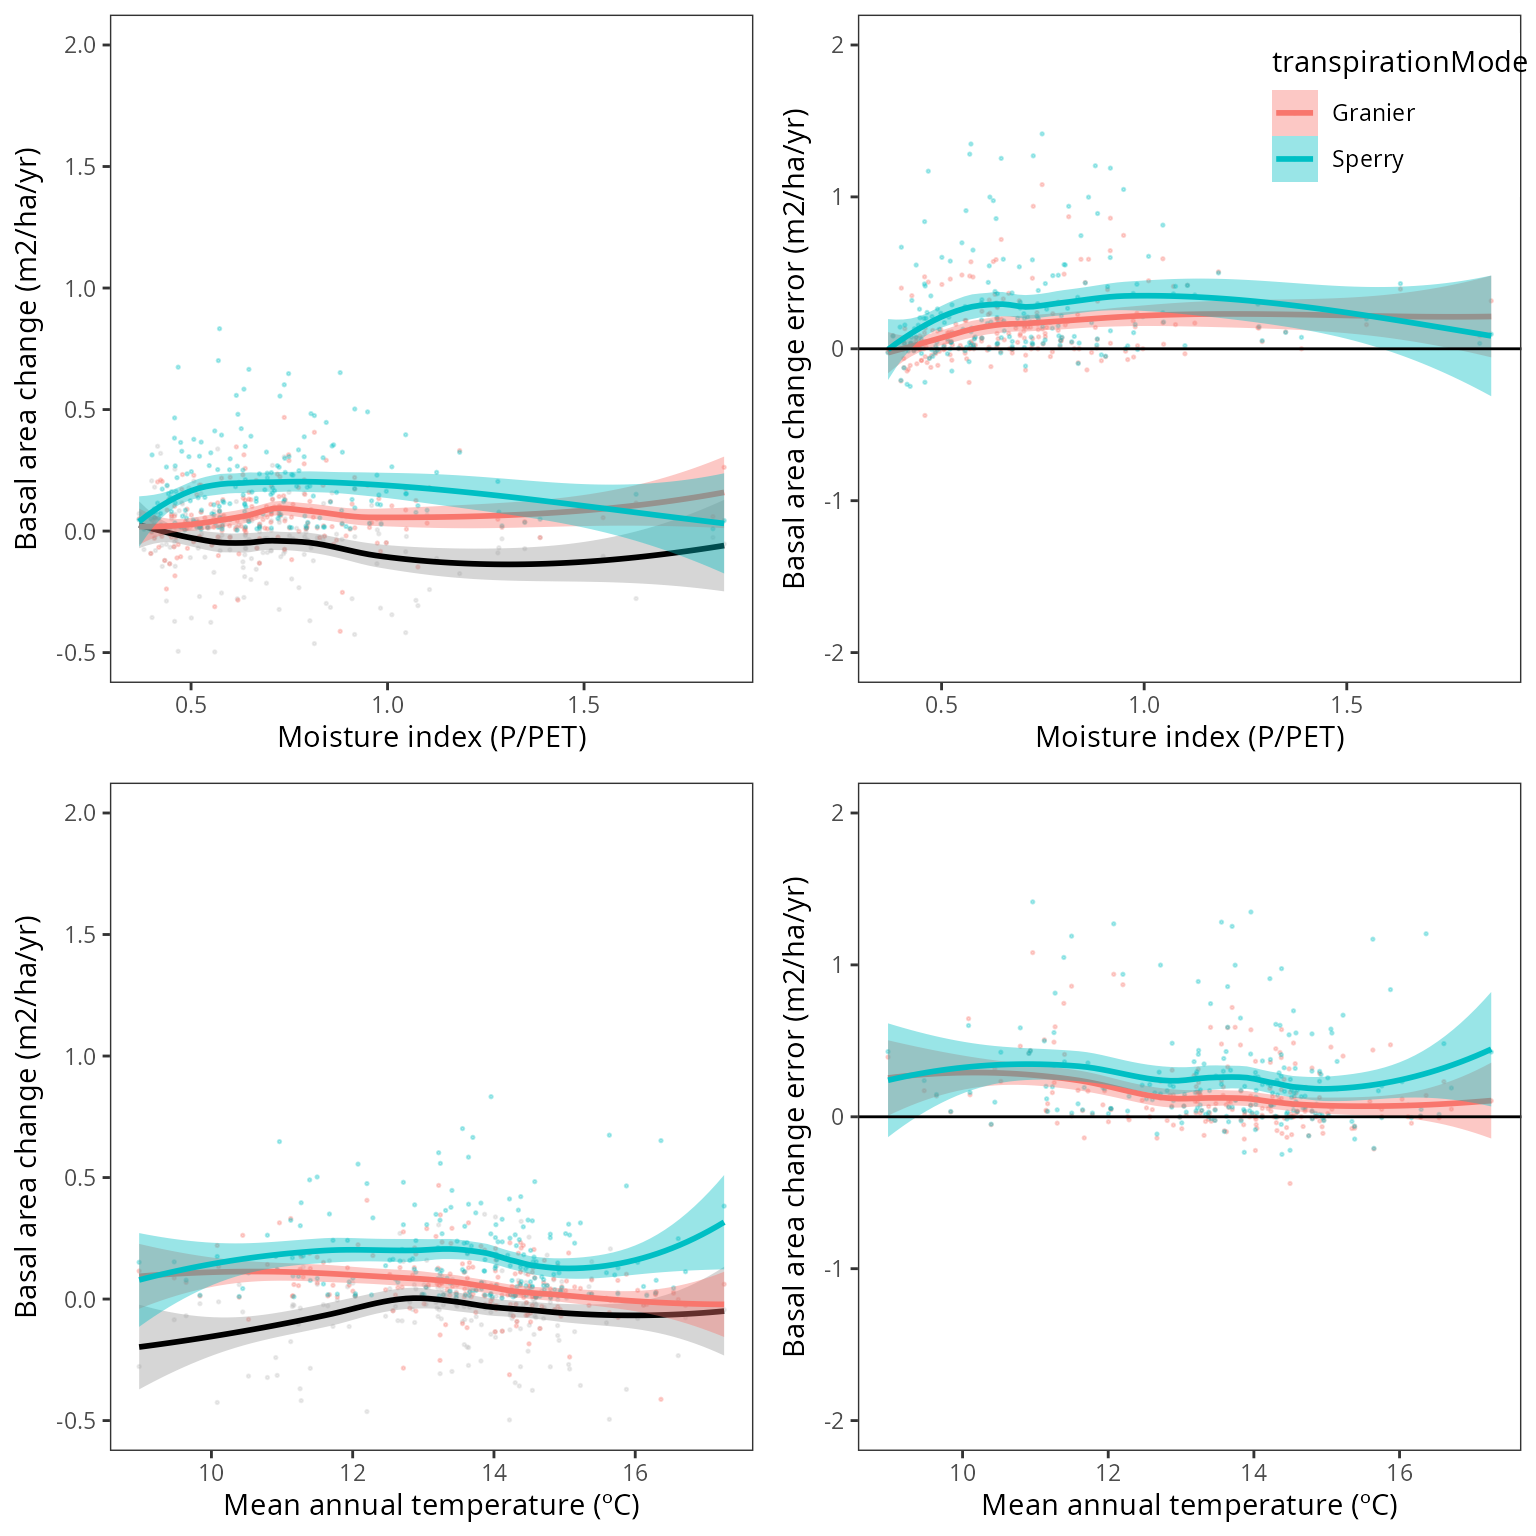 2.0
1.5
1.0
0.5
0.0
-0.5
Basal area change (m2/ha/yr)
0.5 1.0 1.5
Moisture index (P/PET)
2
1
0
-1
-2
Basal area change error (m2/ha/yr)
transpirationMode
Granier
Sperry
0.5 1.0 1.5
Moisture index (P/PET)
2.0
1.5
1.0
0.5
0.0
-0.5
Basal area change (m2/ha/yr)
10 12 14 16
Mean annual temperature (ºC)
2
1
0
-1
-2
Basal area change error (m2/ha/yr)
10 12 14 16
Mean annual temperature (ºC)